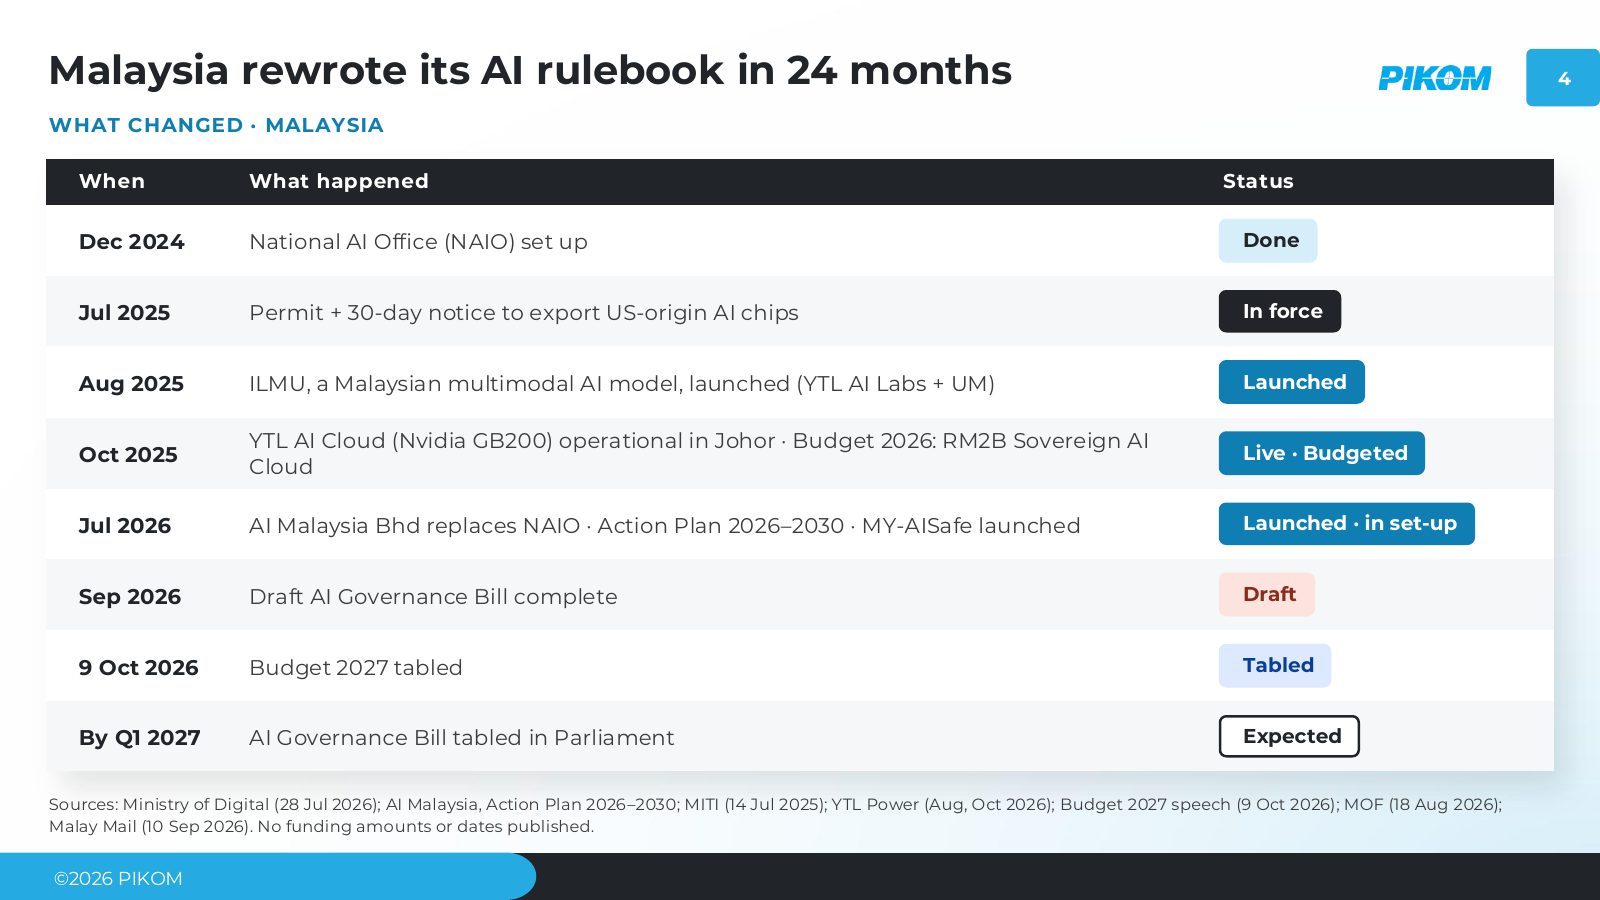 Malaysia rewrote its AI rulebook in 24 months
PIKOM
4
WHAT CHANGED · MALAYSIA
When What happened Status
Dec 2024 National AI Office (NAIO) set up Done
Jul 2025 Permit + 30-day notice to export US-origin AI chips In force
Aug 2025 ILMU, a Malaysian multimodal AI model, launched (YTL AI Labs + UM) Launched
Oct 2025 YTL AI Cloud (Nvidia GB200) operational in Johor · Budget 2026: RM2B Sovereign AI
Cloud Live · Budgeted
Jul 2026 AI Malaysia Bhd replaces NAIO · Action Plan 2026–2030 · MY-AISafe launched Launched · in set-up
Sep 2026 Draft AI Governance Bill complete Draft
9 Oct 2026 Budget 2027 tabled Tabled
By Q1 2027 AI Governance Bill tabled in Parliament Expected
Sources: Ministry of Digital (28 Jul 2026); AI Malaysia, Action Plan 2026–2030; MITI (14 Jul 2025); YTL Power (Aug, Oct 2026); Budget 2027 speech (9 Oct 2026); MOF (18 Aug 2026);
Malay Mail (10 Sep 2026). No funding amounts or dates published.
©2026 PIKOM